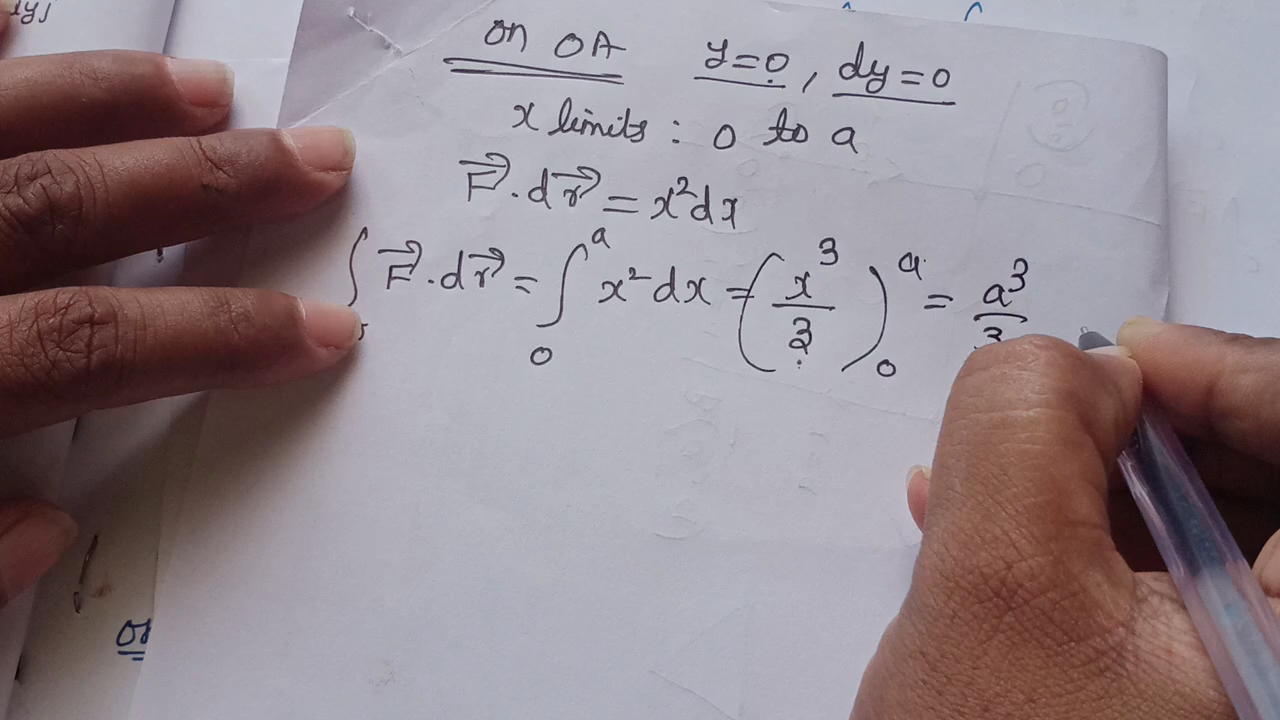 on OA y=0, dy=0
x limits: 0 to a
F⃗.dr⃗ = x²dx
∫ F⃗.dr⃗ = ∫₀ᵃ x²dx = (x³/3)₀ᵃ = a³/3